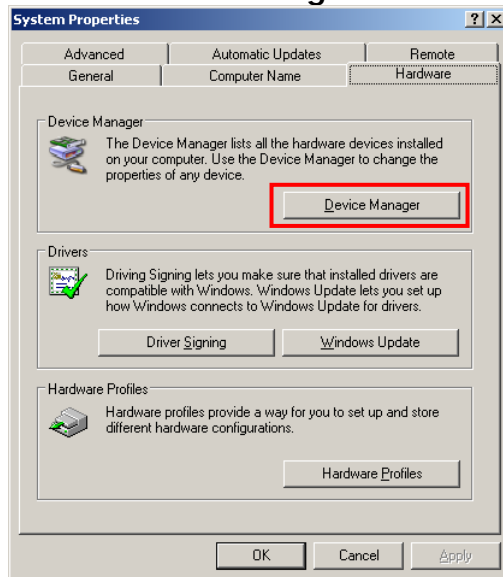 System Properties
Advanced Automatic Updates Remote
General Computer Name Hardware
Device Manager
The Device Manager lists all the hardware devices installed
on your computer. Use the Device Manager to change the
properties of any device.
Device Manager
Drivers
Driving Signing lets you make sure that installed drivers are
compatible with Windows. Windows Update lets you set up
how Windows connects to Windows Update for drivers.
Driver Signing Windows Update
Hardware Profiles
Hardware profiles provide a way for you to set up and store
different hardware configurations.
Hardware Profiles
OK Cancel Apply